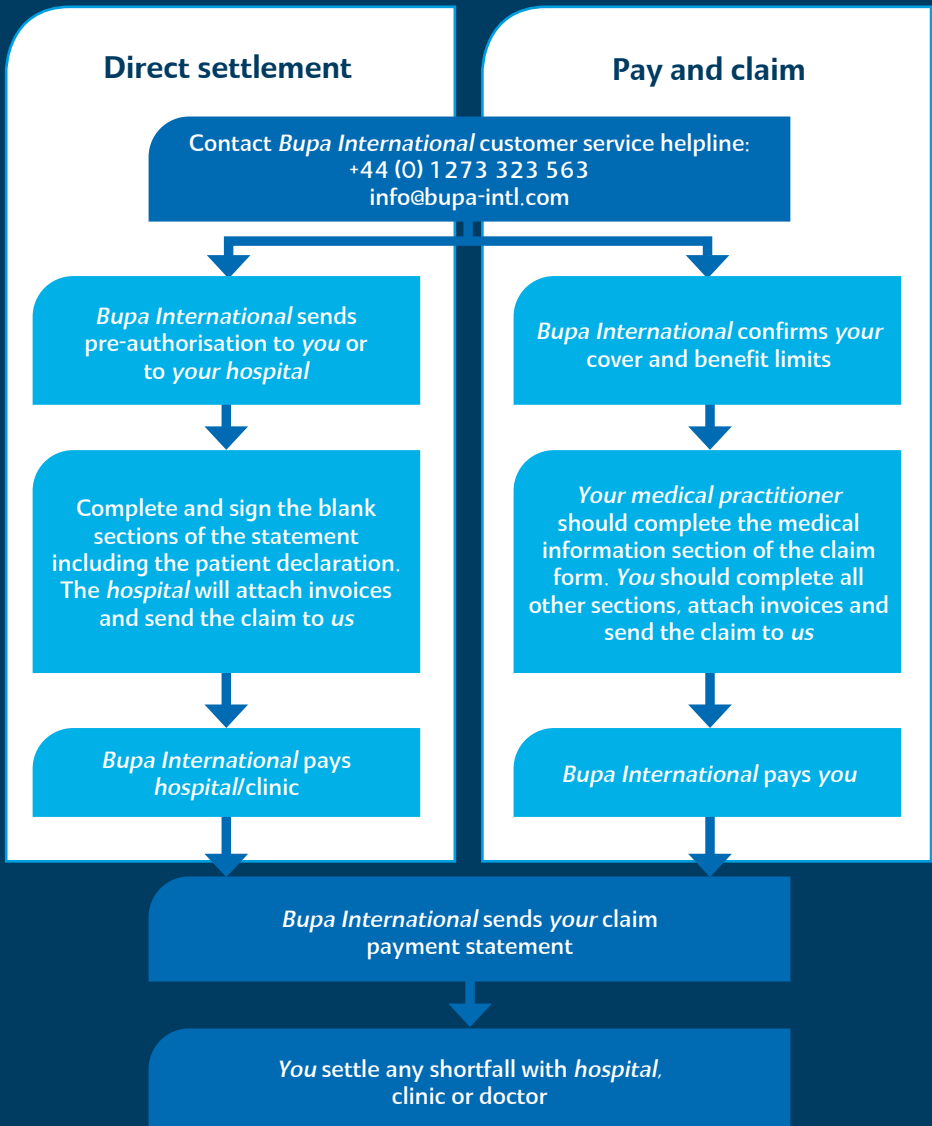 Direct settlement
Pay and claim
Contact Bupa International customer service helpline:
+44 (0) 1273 323 563
info@bupa-intl.com
Bupa International sends
pre-authorisation to you or
to your hospital
Bupa International confirms your
cover and benefit limits
Complete and sign the blank
sections of the statement
including the patient declaration.
The hospital will attach invoices
and send the claim to us
Your medical practitioner
should complete the medical
information section of the claim
form. You should complete all
other sections, attach invoices and
send the claim to us
Bupa International pays
hospital/clinic
Bupa International pays you
Bupa International sends your claim
payment statement
You settle any shortfall with hospital,
clinic or doctor